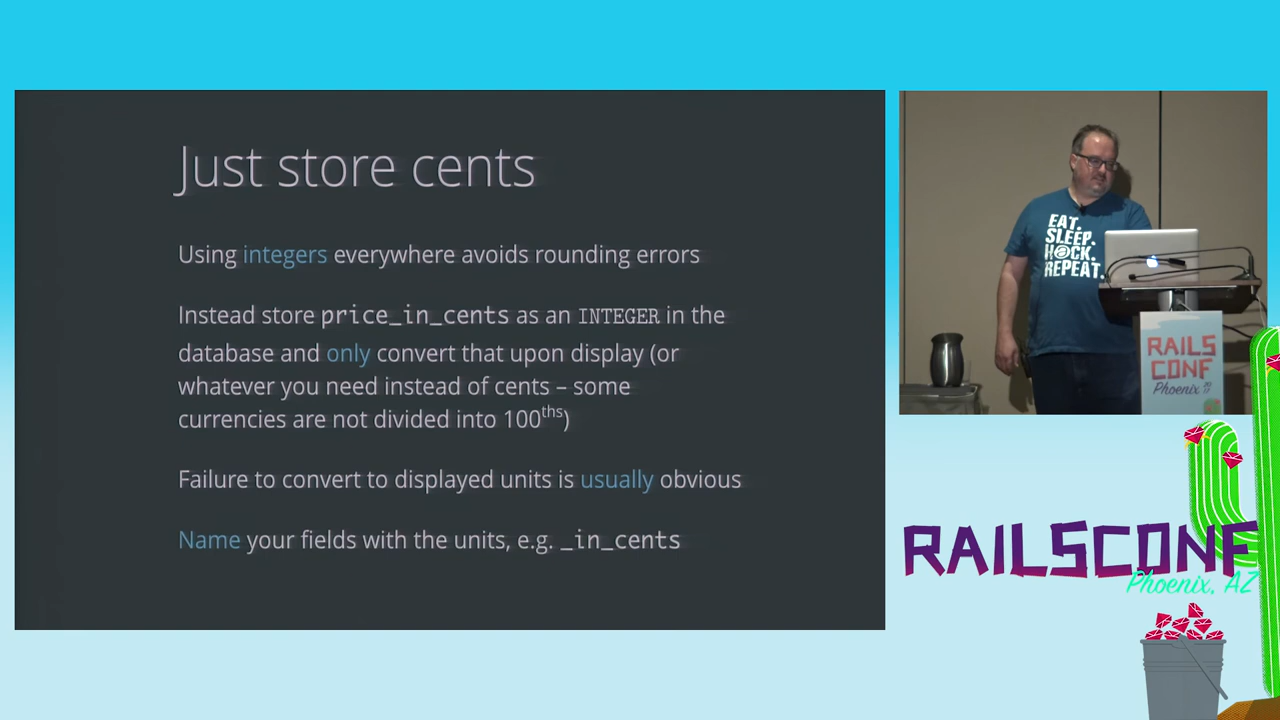 Just store cents
Using integers everywhere avoids rounding errors
Instead store price_in_cents as an INTEGER in the
database and only convert that upon display (or
whatever you need instead of cents – some
currencies are not divided into 100ths)
Failure to convert to displayed units is usually obvious
Name your fields with the units, e.g. _in_cents
EAT.
SLEEP.
HOCK.
REPEAT.
RAILS
CONF
Phoenix
RAILSCONF
Phoenix, AZ